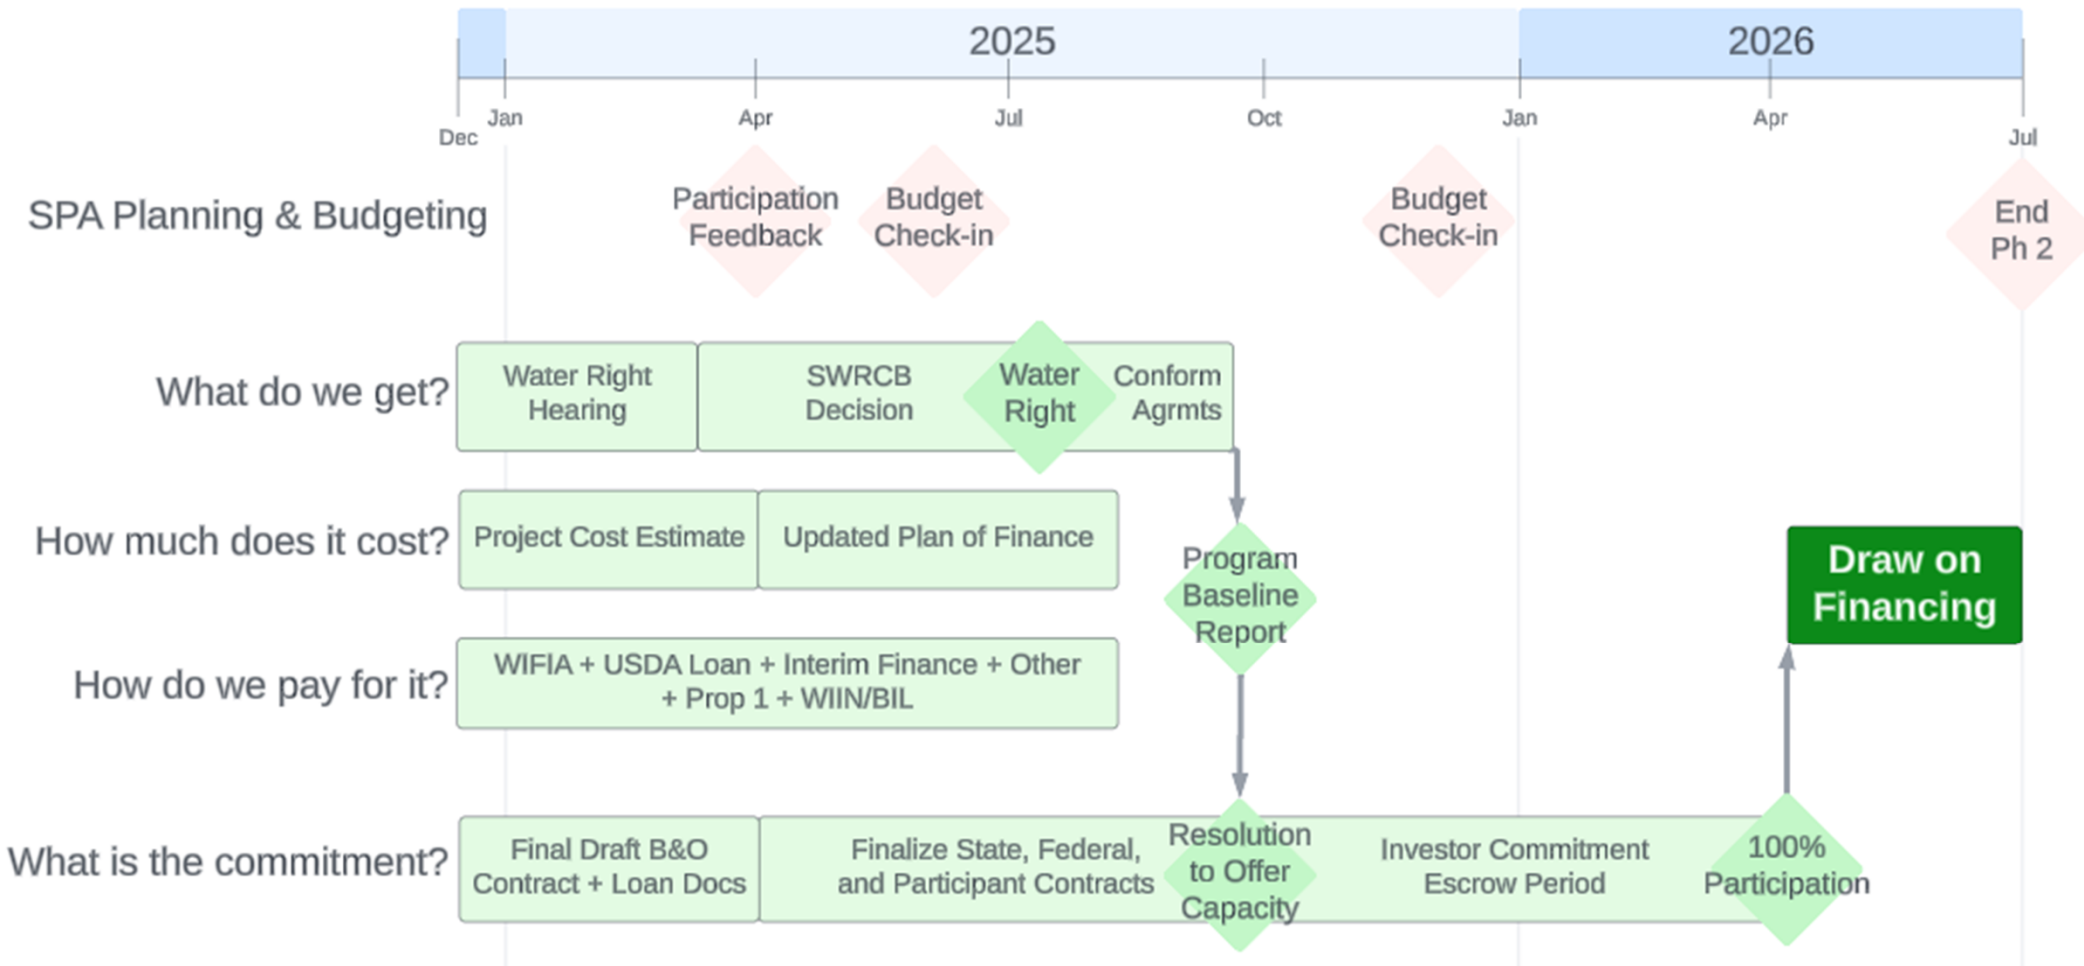 2025
2026
Dec
Jan
Apr
Jul
Oct
Jan
Apr
Jul
SPA Planning & Budgeting
Participation
Feedback
Budget
Check-in
Budget
Check-in
End
Ph 2
What do we get?
Water Right
Hearing
SWRCB
Decision
Water
Right
Conform
Agrmts
How much does it cost?
Project Cost Estimate
Updated Plan of Finance
Program
Baseline
Report
Draw on
Financing
How do we pay for it?
WIFIA + USDA Loan + Interim Finance + Other
+ Prop 1 + WIIN/BIL
What is the commitment?
Final Draft B&O
Contract + Loan Docs
Finalize State, Federal,
and Participant Contracts
Resolution
to Offer
Capacity
Investor Commitment
Escrow Period
100%
Participation